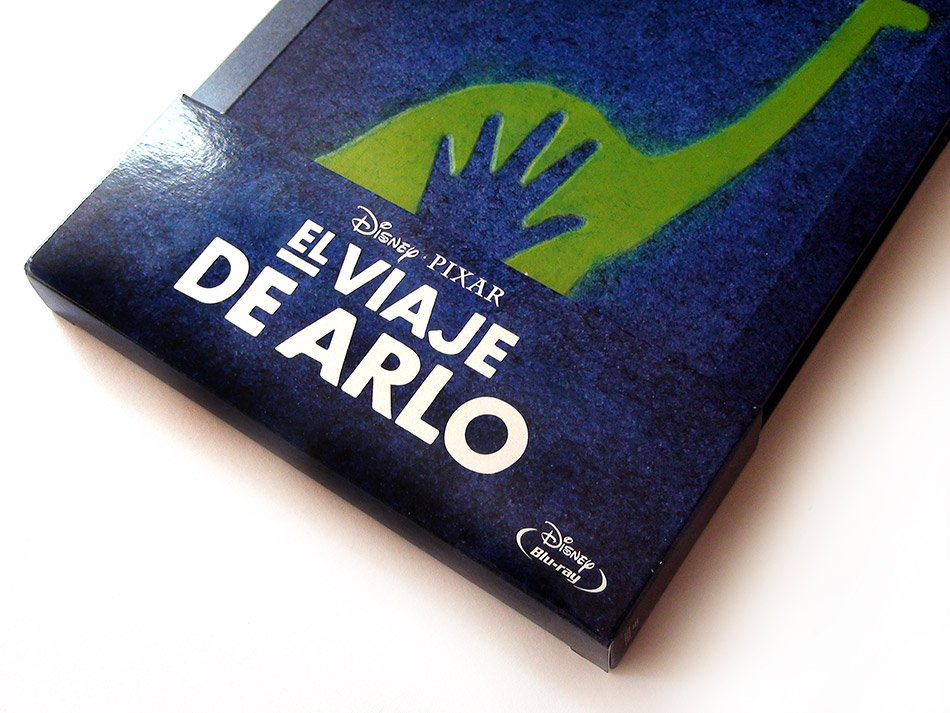 Disney · PIXAR
EL VIAJE
DE ARLO
Disney
Blu-ray